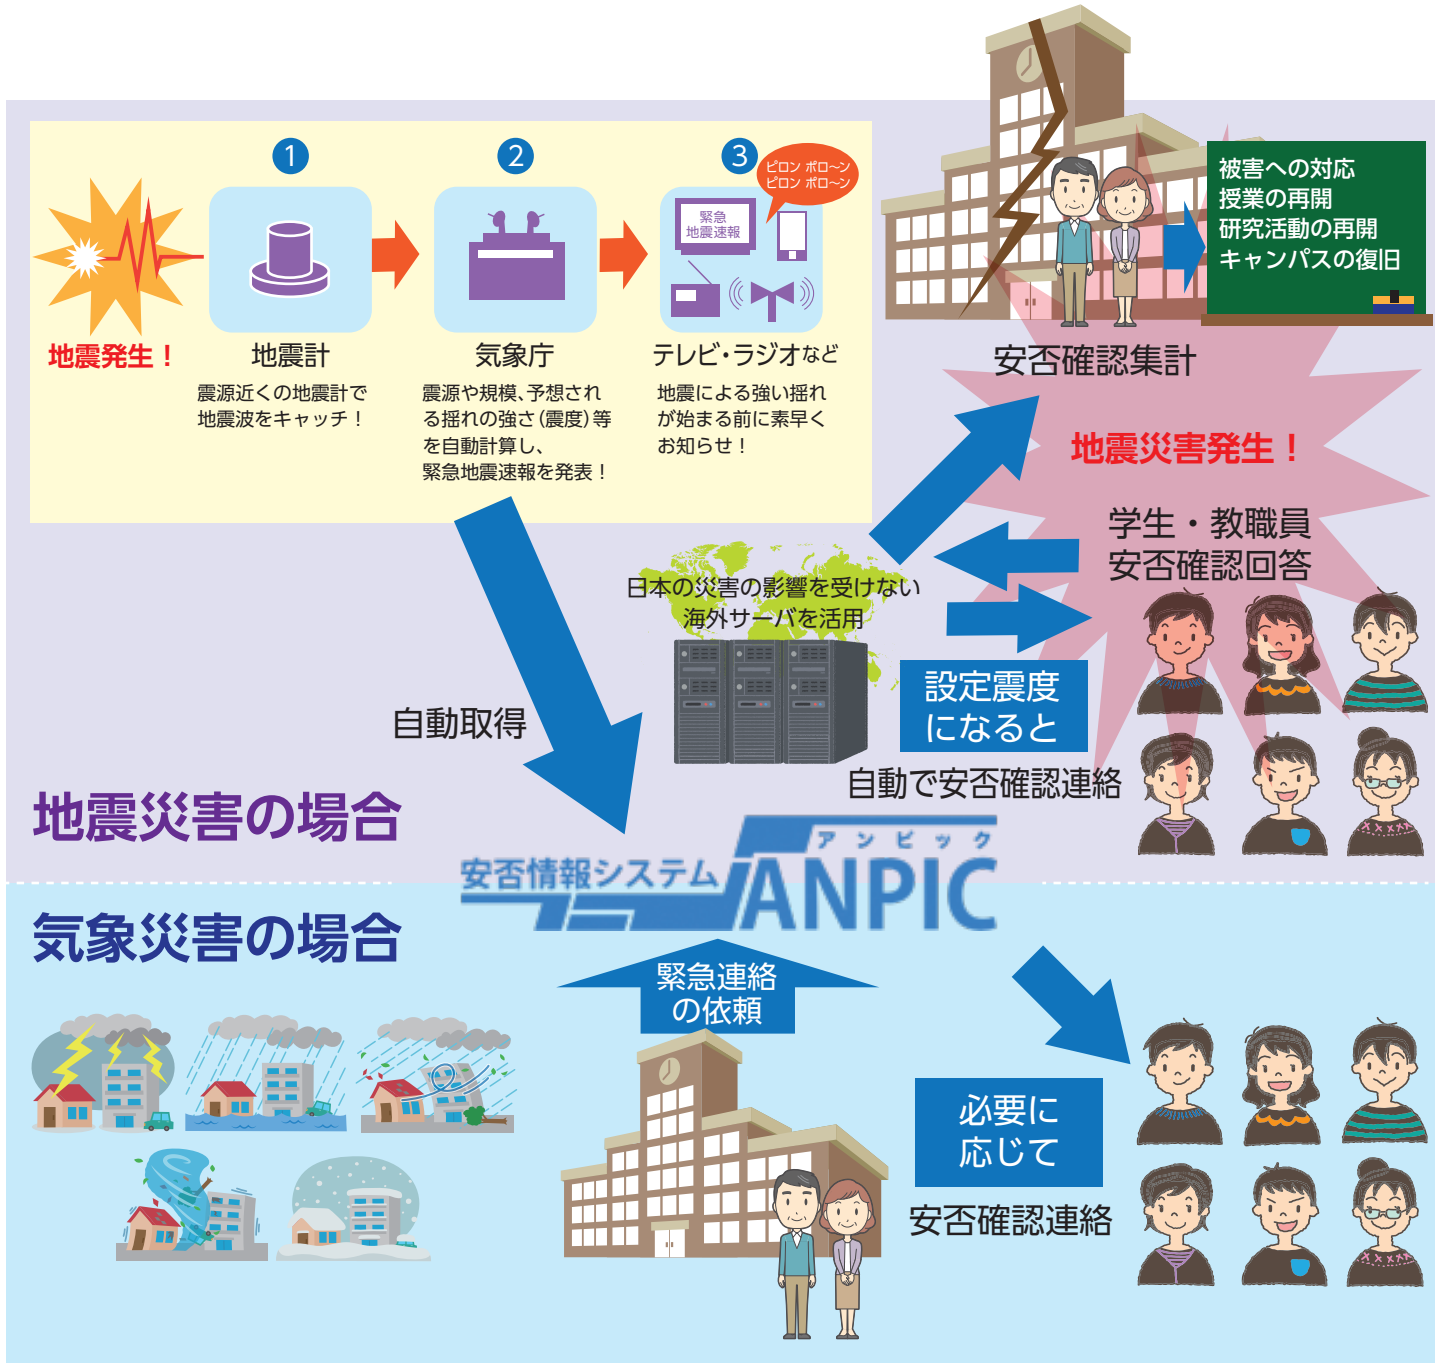 1
2
3
ピロン ポロ〜ン
ピロン ポロ〜ン
緊急
地震速報
地震発生！
地震計
震源近くの地震計で
地震波をキャッチ！
気象庁
震源や規模、予想され
る揺れの強さ（震度）等
を自動計算し、
緊急地震速報を発表！
テレビ・ラジオなど
地震による強い揺れ
が始まる前に素早く
お知らせ！
被害への対応
授業の再開
研究活動の再開
キャンパスの復旧
安否確認集計
地震災害発生！
学生・教職員
安否確認回答
日本の災害の影響を受けない
海外サーバを活用
設定震度
になると
自動で安否確認連絡
自動取得
地震災害の場合
アンピック
安否情報システム
ANPIC
気象災害の場合
緊急連絡
の依頼
必要に
応じて
安否確認連絡